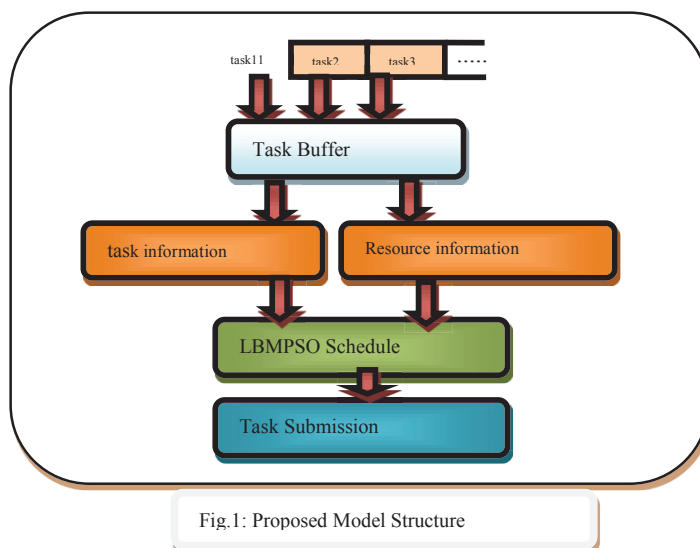 task11 task2 task3 ......
Task Buffer
task information Resource information
LBMPSO Schedule
Task Submission
Fig.1: Proposed Model Structure